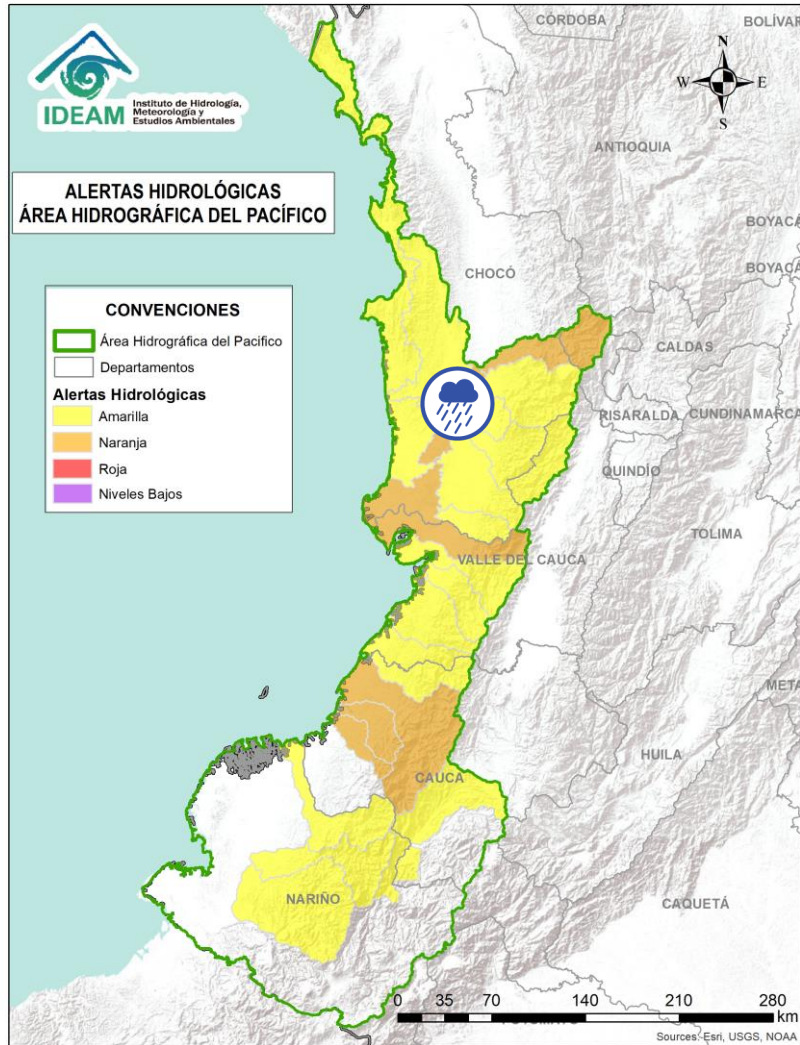 CÓRDOBA
BOLÍVAR
IDEAM
Instituto de Hidrología,
Meteorología y
Estudios Ambientales
N
W
E
S
ANTIOQUIA
ALERTAS HIDROLÓGICAS
ÁREA HIDROGRÁFICA DEL PACÍFICO
BOYACÁ
BOYACÁ
CHOCÓ
CONVENCIONES
Área Hidrográfica del Pacifico
Departamentos
Alertas Hidrológicas
Amarilla
Naranja
Roja
Niveles Bajos
CALDAS
RISARALDA
CUNDINAMARCA
QUINDÍO
TOLIMA
VALLE DEL CAUCA
META
HUILA
CAUCA
NARIÑO
CAQUETÁ
0 35 70 140 210 280
km
Sources: Esri, USGS, NOAA